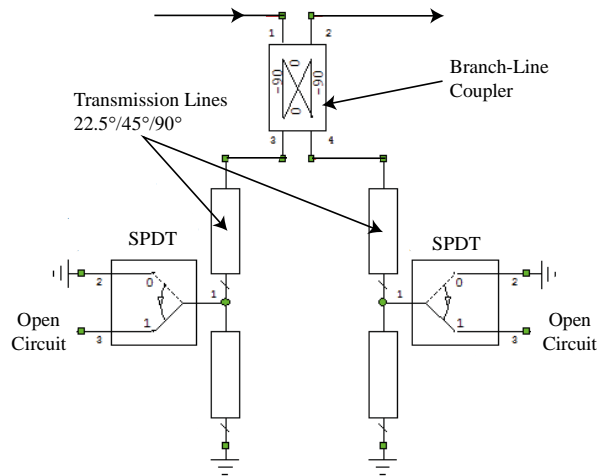 1 2
Branch-Line
Coupler
-90 0 0 -90
3 4
Transmission Lines
22.5°/45°/90°
SPDT
SPDT
2 0 1 1 0 2
Open
Circuit
3 1 1 3
Open
Circuit